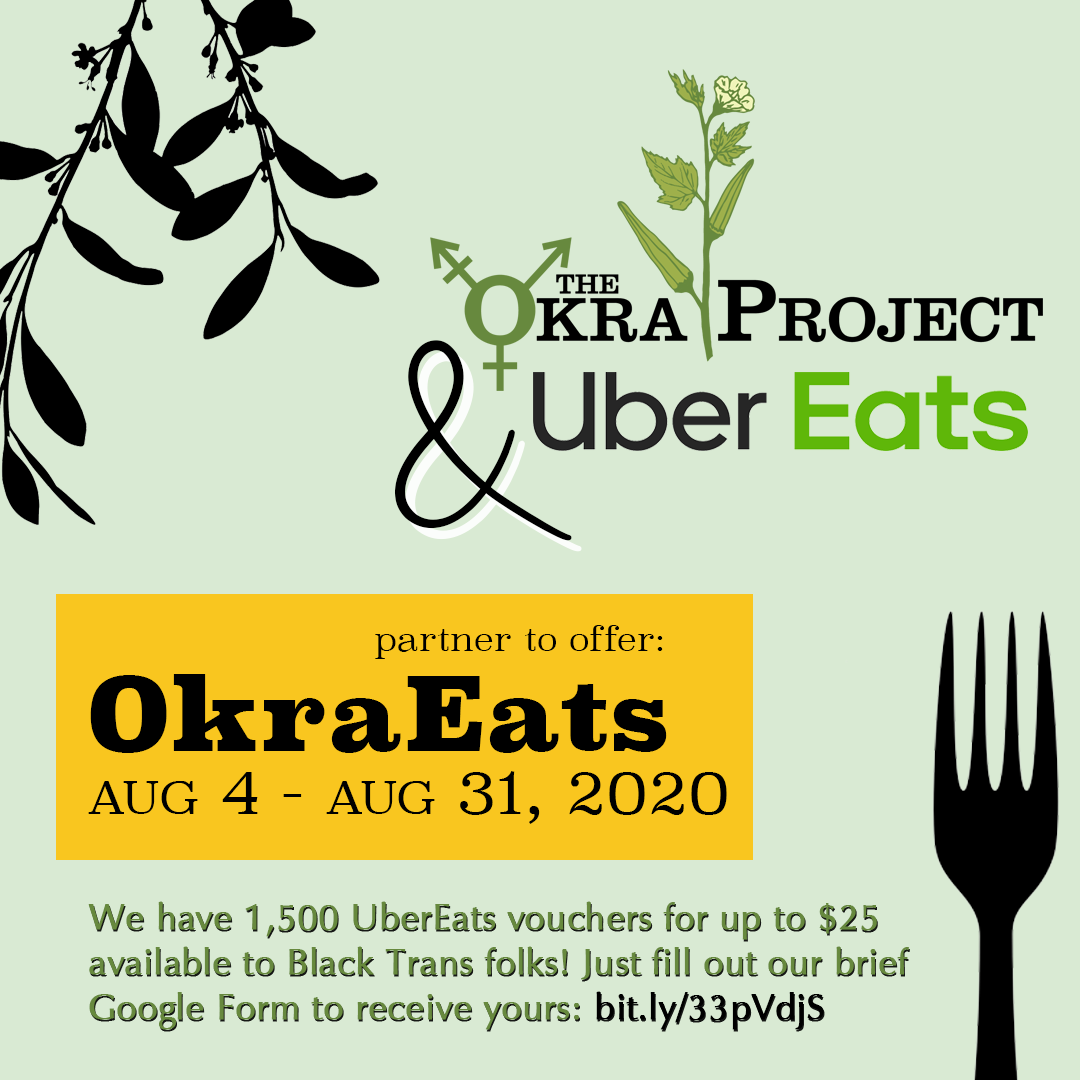 THE OKRA PROJECT
& Uber Eats
partner to offer:
OkraEats
AUG 4 - AUG 31, 2020
We have 1,500 UberEats vouchers for up to $25
available to Black Trans folks! Just fill out our brief
Google Form to receive yours: bit.ly/33pVdjS